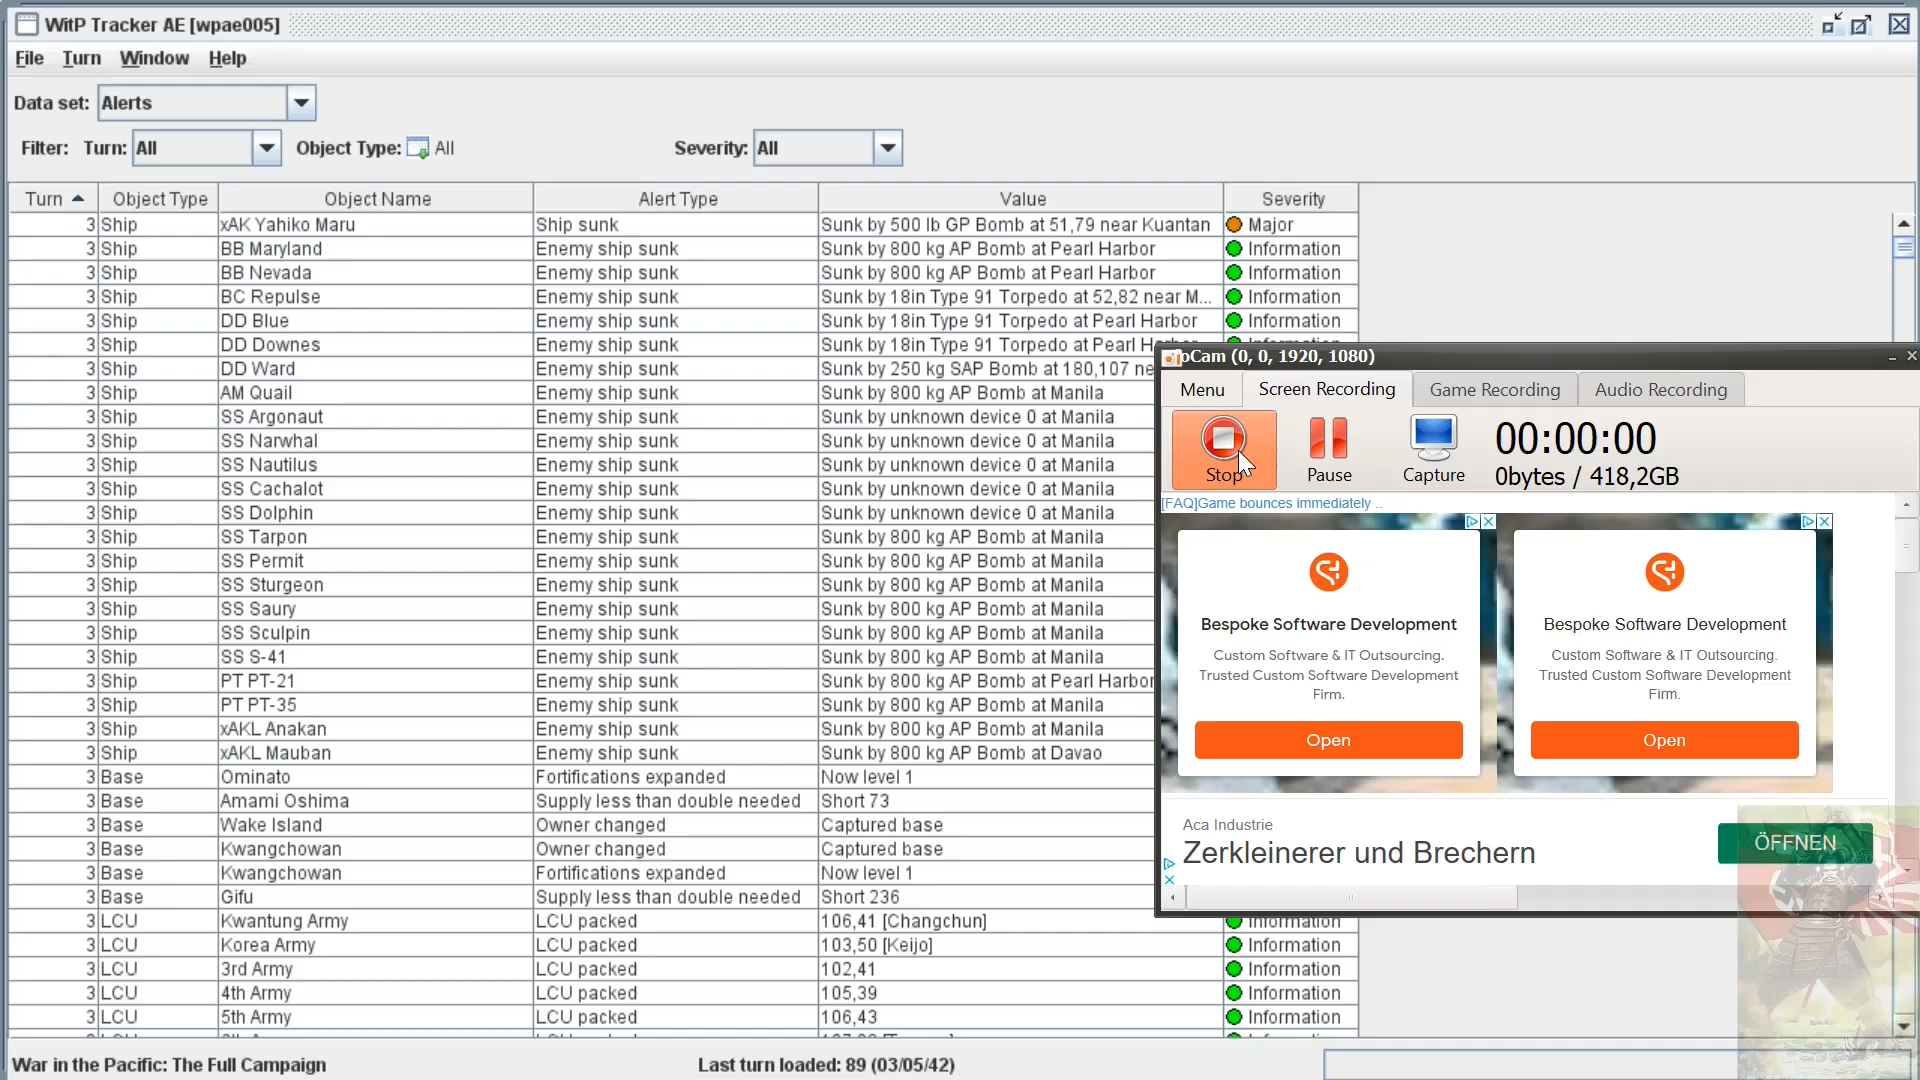 WitP Tracker AE [wpae005]
File Turn Window Help
Data set: Alerts
Filter: Turn: All Object Type: All Severity: All
Turn Object Type Object Name Alert Type Value Severity
3 Ship xAK Yahiko Maru Ship sunk Sunk by 500 lb GP Bomb at 51,79 near Kuantan Major
3 Ship BB Maryland Enemy ship sunk Sunk by 800 kg AP Bomb at Pearl Harbor Information
3 Ship BB Nevada Enemy ship sunk Sunk by 800 kg AP Bomb at Pearl Harbor Information
3 Ship BC Repulse Enemy ship sunk Sunk by 18in Type 91 Torpedo at 52,82 near M... Information
3 Ship DD Blue Enemy ship sunk Sunk by 18in Type 91 Torpedo at Pearl Harbor Information
3 Ship DD Downes Enemy ship sunk Sunk by 18in Type 91 Torpedo at Pearl
3 Ship DD Ward Enemy ship sunk Sunk by 250 kg SAP Bomb at 180,107 ne
3 Ship AM Quail Enemy ship sunk Sunk by 800 kg AP Bomb at Manila
3 Ship SS Argonaut Enemy ship sunk Sunk by unknown device 0 at Manila
3 Ship SS Narwhal Enemy ship sunk Sunk by unknown device 0 at Manila
3 Ship SS Nautilus Enemy ship sunk Sunk by unknown device 0 at Manila
3 Ship SS Cachalot Enemy ship sunk Sunk by unknown device 0 at Manila
3 Ship SS Dolphin Enemy ship sunk Sunk by unknown device 0 at Manila
3 Ship SS Tarpon Enemy ship sunk Sunk by 800 kg AP Bomb at Manila
3 Ship SS Permit Enemy ship sunk Sunk by 800 kg AP Bomb at Manila
3 Ship SS Sturgeon Enemy ship sunk Sunk by 800 kg AP Bomb at Manila
3 Ship SS Saury Enemy ship sunk Sunk by 800 kg AP Bomb at Manila
3 Ship SS Sculpin Enemy ship sunk Sunk by 800 kg AP Bomb at Manila
3 Ship SS S-41 Enemy ship sunk Sunk by 800 kg AP Bomb at Manila
3 Ship PT PT-21 Enemy ship sunk Sunk by 800 kg AP Bomb at Pearl Harbor
3 Ship PT PT-35 Enemy ship sunk Sunk by 800 kg AP Bomb at Manila
3 Ship xAKL Anakan Enemy ship sunk Sunk by 800 kg AP Bomb at Manila
3 Ship xAKL Mauban Enemy ship sunk Sunk by 800 kg AP Bomb at Davao
3 Base Ominato Fortifications expanded Now level 1
3 Base Amami Oshima Supply less than double needed Short 73
3 Base Wake Island Owner changed Captured base
3 Base Kwangchowan Owner changed Captured base
3 Base Kwangchowan Fortifications expanded Now level 1
3 Base Gifu Supply less than double needed Short 236
3 LCU Kwantung Army LCU packed 106,41 [Changchun] Information
3 LCU Korea Army LCU packed 103,50 [Keijo] Information
3 LCU 3rd Army LCU packed 102,41 Information
3 LCU 4th Army LCU packed 105,39 Information
3 LCU 5th Army LCU packed 106,43 Information
War in the Pacific: The Full Campaign Last turn loaded: 89 (03/05/42)
oCam (0, 0, 1920, 1080)
Menu Screen Recording Game Recording Audio Recording
Stop Pause Capture 00:00:00
0bytes / 418,2GB
[FAQ]Game bounces immediately ..
Bespoke Software Development
Custom Software & IT Outsourcing.
Trusted Custom Software Development
Firm.
Open
Bespoke Software Development
Custom Software & IT Outsourcing.
Trusted Custom Software Development
Firm.
Open
Aca Industrie
Zerkleinerer und Brechern
ÖFFNEN